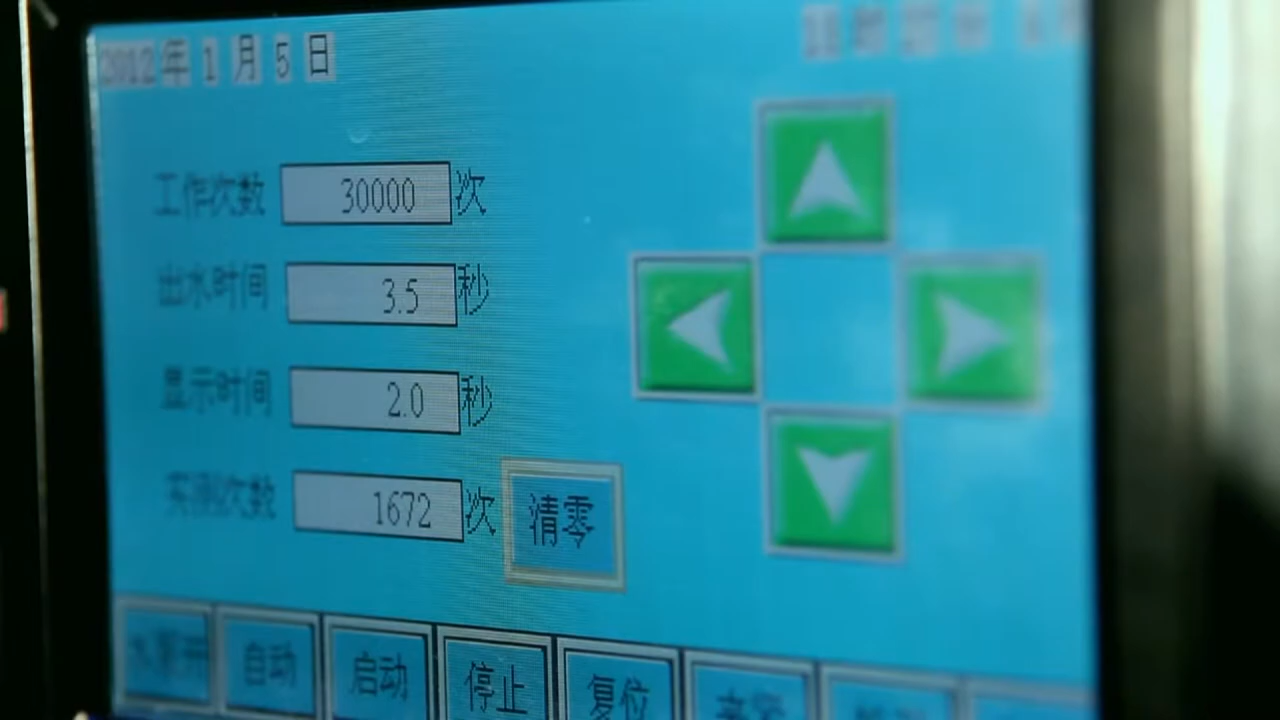 2012年1月5日
工作次数 30000 次
出水时间 3.5 秒
显示时间 2.0 秒
实测次数 1672 次 清零
自动 启动 停止 复位